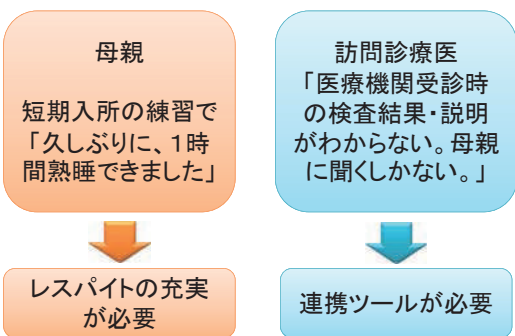 母親
短期入所の練習で
「久しぶりに、1時
間熟睡できました」
レスパイトの充実
が必要
訪問診療医
「医療機関受診時
の検査結果・説明
がわからない。母親
に聞くしかない。」
連携ツールが必要